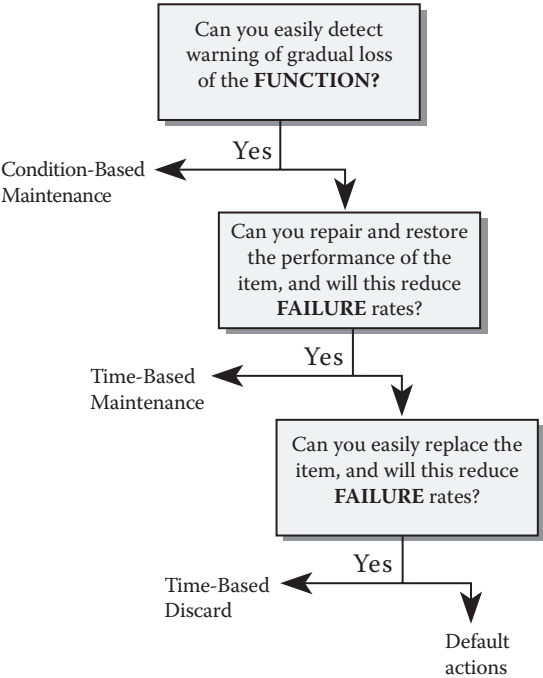 Can you easily detect
warning of gradual loss
of the FUNCTION?
Yes
Condition-Based
Maintenance
Can you repair and restore
the performance of the
item, and will this reduce
FAILURE rates?
Yes
Time-Based
Maintenance
Can you easily replace the
item, and will this reduce
FAILURE rates?
Yes
Time-Based
Discard
Default
actions